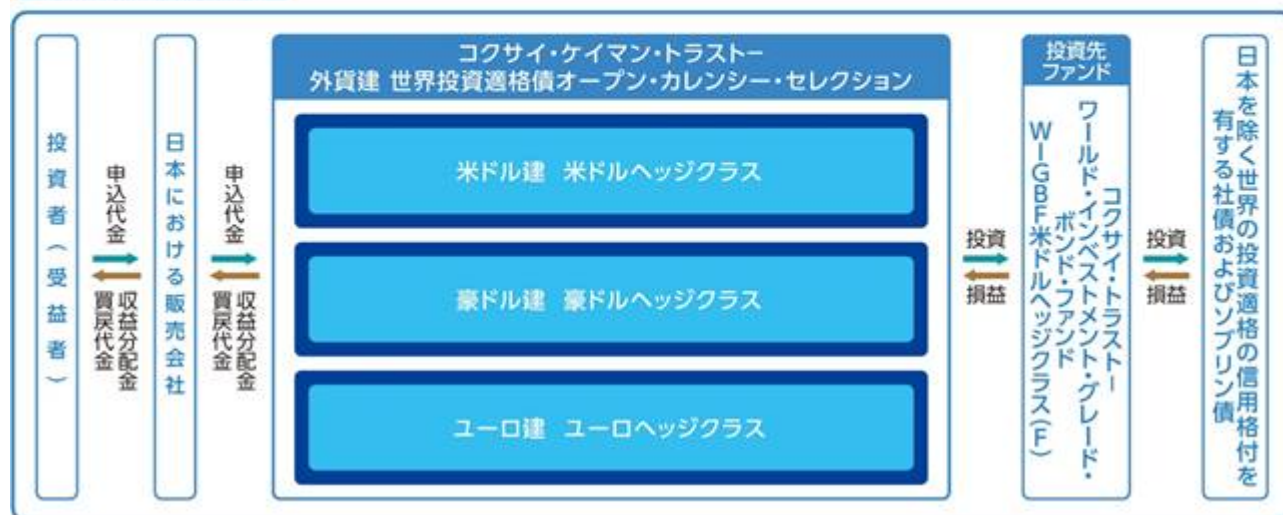 投資者(受益者)
申込代金
収益分配金
買戻代金
日本における販売会社
申込代金
収益分配金
買戻代金
コクサイ・ケイマン・トラストー
外貨建 世界投資適格債オープン・カレンシー・セレクション
米ドル建 米ドルヘッジクラス
豪ドル建 豪ドルヘッジクラス
ユーロ建 ユーロヘッジクラス
投資
損益
投資先
ファンド
コクサイ・トラストー
ワールド・インベストメント・グレード・
ボンド・ファンド
WIGBF米ドルヘッジクラス(F)
投資
損益
日本を除く世界の投資適格の信用格付を
有する社債およびソブリン債